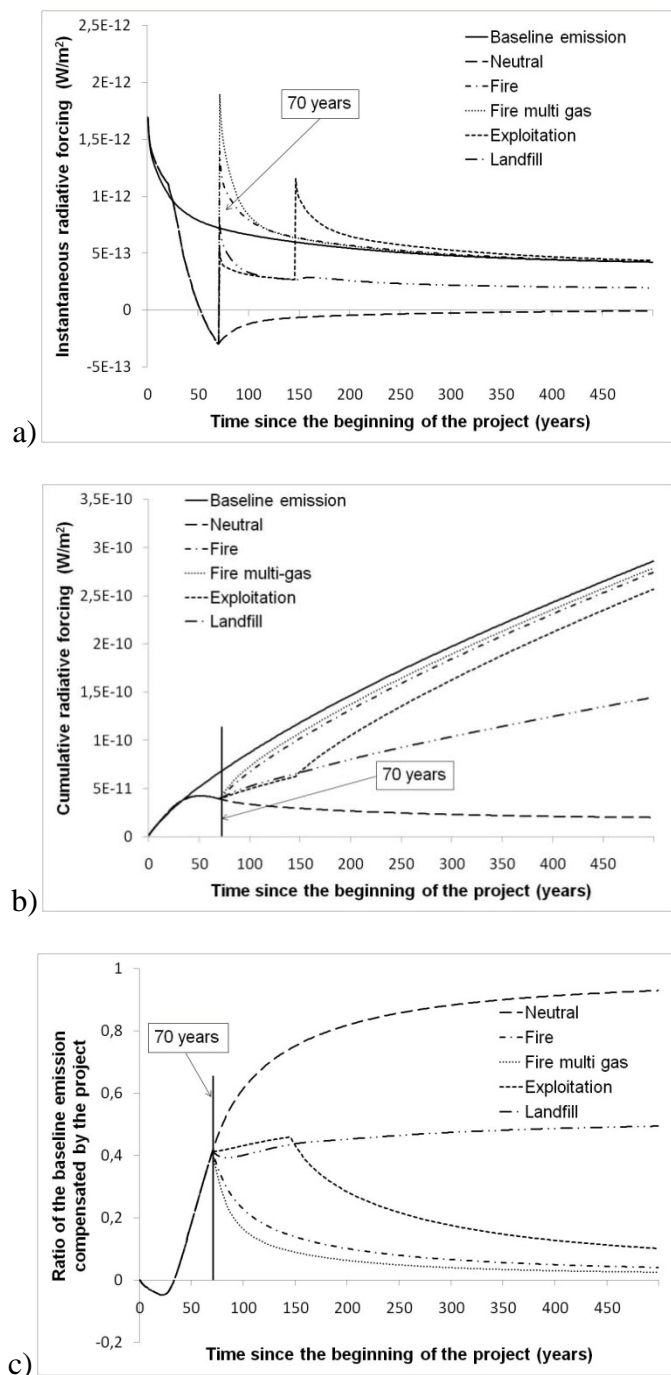 2,5E-12
2E-12
1,5E-12
1E-12
5E-13
0
-5E-13
Instantaneous radiative forcing (W/m²)
Baseline emission
Neutral
Fire
Fire multi gas
Exploitation
Landfill
70 years
0 50 100 150 200 250 300 350 400 450
Time since the beginning of the project (years)
a)
3,5E-10
3E-10
2,5E-10
2E-10
1,5E-10
1E-10
5E-11
0
Cumulative radiative forcing (W/m²)
Baseline emission
Neutral
Fire
Fire multi-gas
Exploitation
Landfill
70 years
0 50 100 150 200 250 300 350 400 450
Time since the beginning of the project (years)
b)
1
0,8
0,6
0,4
0,2
0
-0,2
Ratio of the baseline emission
compensated by the project
70 years
Neutral
Fire
Fire multi gas
Exploitation
Landfill
0 50 100 150 200 250 300 350 400 450
Time since the beginning of the project (years)
c)